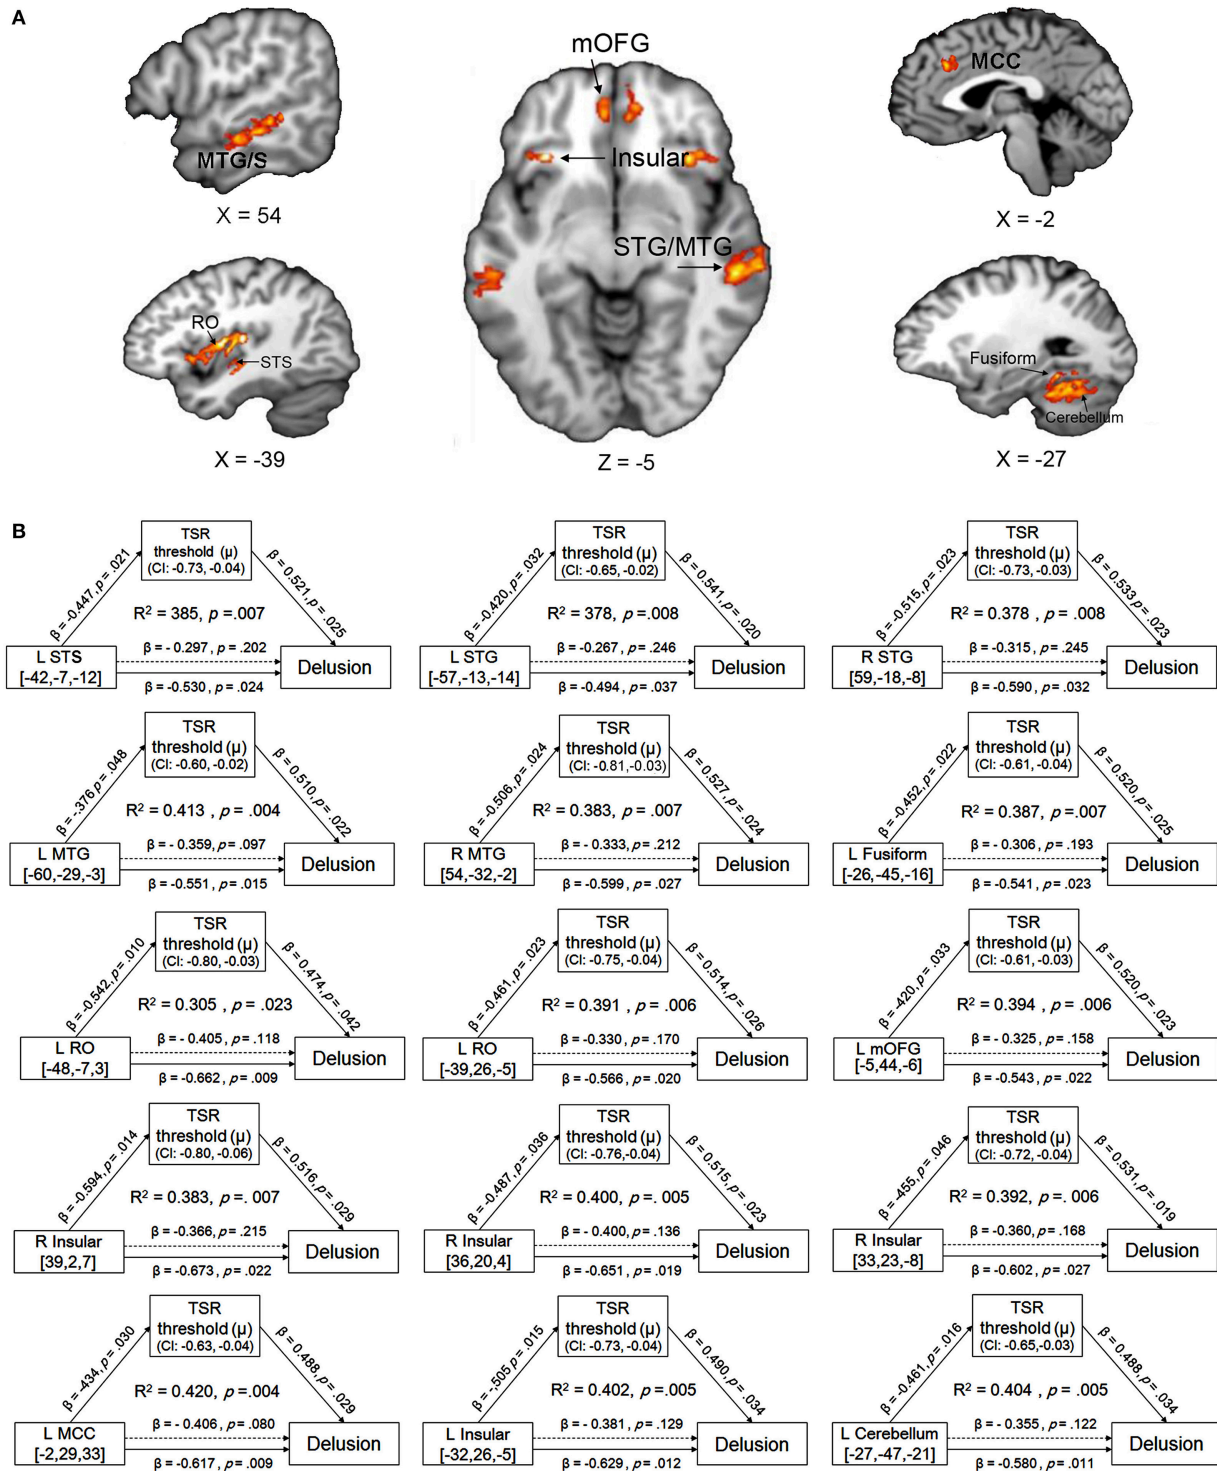 A
mOFG
MCC
MTG/S
Insular
X = 54
X = -2
STG/MTG
RO
STS
Fusiform
Cerebellum
X = -39
Z = -5
X = -27
B
TSR
threshold (μ)
(CI: -0.73, -0.04)
β = -0.447, p = .021
β = 0.521, p = .025
R² = 385, p = .007
β = - 0.297, p = .202
L STS
[-42,-7,-12]
Delusion
β = -0.530, p = .024
TSR
threshold (μ)
(CI: -0.65, -0.02)
β = -0.420, p = .032
β = 0.541, p = .020
R² = 378, p = .008
β = -0.267, p = .246
L STG
[-57,-13,-14]
Delusion
β = -0.494, p = .037
TSR
threshold (μ)
(CI: -0.73, -0.03)
β = -0.515, p = .023
β = 0.533 p = .023
R² = 0.378 , p = .008
β = -0.315, p = .245
R STG
[59,-18,-8]
Delusion
β = -0.590, p = .032
TSR
threshold (μ)
(CI: -0.60, -0.02)
β = -.376 p = .048
β = 0.510, p = .022
R² = 0.413 , p = .004
β = - 0.359, p = .097
L MTG
[-60,-29,-3]
Delusion
β = -0.551, p = .015
TSR
threshold (μ)
(CI: -0.81,-0.03)
β = -0.506, p = .024
β = 0.527, p = .024
R² = 0.383, p = .007
β = - 0.333, p = .212
R MTG
[54,-32,-2]
Delusion
β = -0.599, p = .027
TSR
threshold (μ)
(CI: -0.61, -0.04)
β = -0.452, p = .022
β = 0.520, p = .025
R² = 0.387, p = .007
β = - 0.306, p = .193
L Fusiform
[-26,-45,-16]
Delusion
β = -0.541, p = .023
TSR
threshold (μ)
(CI: -0.80, -0.03)
β = -0.542, p = .010
β = 0.474, p = .042
R² = 0.305 , p = .023
β = - 0.405, p = .118
L RO
[-48,-7,3]
Delusion
β = -0.662, p = .009
TSR
threshold (μ)
(CI: -0.75, -0.04)
β = -0.461, p = .023
β = 0.514, p = .026
R² = 0.391 , p = .006
β = -0.330, p = .170
L RO
[-39,26,-5]
Delusion
β = -0.566, p = .020
TSR
threshold (μ)
(CI: -0.61, -0.03)
β = -420, p = .033
β = 0.520, p = .023
R² = 0.394 , p = .006
β = -0.325, p = .158
L mOFG
[-5,44,-6]
Delusion
β = -0.543, p = .022
TSR
threshold (μ)
(CI: -0.80, -0.06)
β = -0.594, p = .014
β = 0.516, p = .029
R² = 0.383, p = .007
β = -0.366, p = .215
R Insular
[39,2,7]
Delusion
β = -0.673, p = .022
TSR
threshold (μ)
(CI: -0.76,-0.04)
β = -0.487, p = .036
β = 0.515, p = .023
R² = 0.400, p = .005
β = - 0.400, p = .136
R Insular
[36,20,4]
Delusion
β = -0.651, p = .019
TSR
threshold (μ)
(CI: -0.72, -0.04)
β = -455, p = .046
β = 0.531, p = .019
R² = 0.392, p = .006
β = -0.360, p = .168
R Insular
[33,23,-8]
Delusion
β = -0.602, p = .027
TSR
threshold (μ)
(CI: -0.63, -0.04)
β = -434, p = .030
β = 0.488, p = .029
R² = 0.420, p = .004
β = - 0.406, p = .080
L MCC
[-2,29,33]
Delusion
β = -0.617, p = .009
TSR
threshold (μ)
(CI: -0.73, -0.04)
β = -,505 p = .015
β = 0.490, p = .034
R² = 0.402, p = .005
β = -0.381, p = .129
L Insular
[-32,26,-5]
Delusion
β = -0.629, p = .012
TSR
threshold (μ)
(CI: -0.65,-0.03)
β = -0.461, p = .016
β = 0.488, p = .034
R² = 0.404 , p = .005
β = - 0.355, p = .122
L Cerebellum
[-27,-47,-21]
Delusion
β = -0.580, p = .011